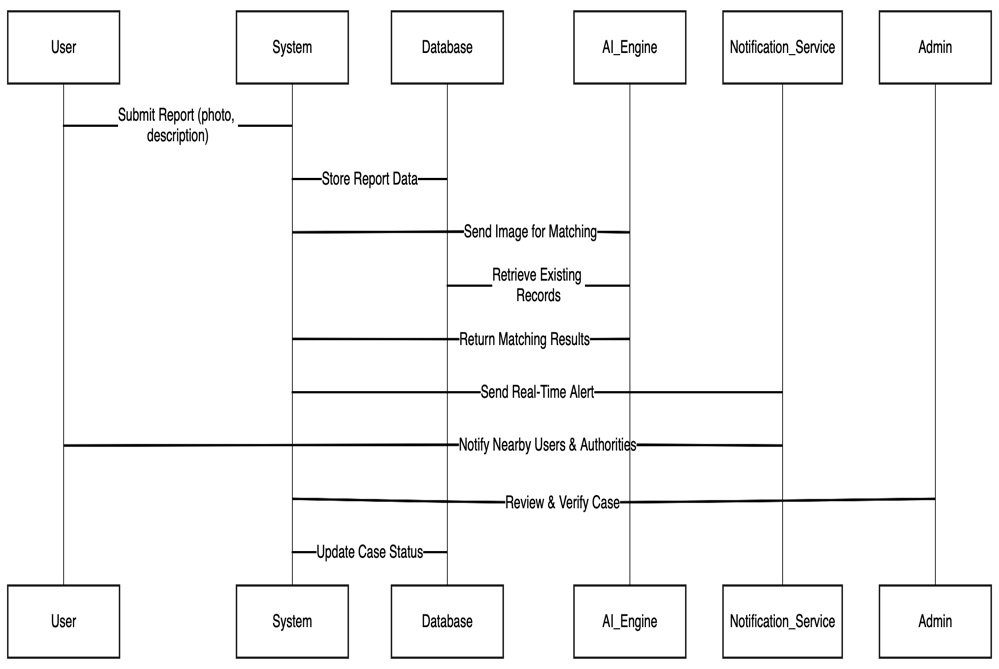 User
System
Database
AI_Engine
Notification_Service
Admin
Submit Report (photo,
description)
Store Report Data
Send Image for Matching
Retrieve Existing
Records
Return Matching Results
Send Real-Time Alert
Notify Nearby Users & Authorities
Review & Verify Case
Update Case Status
User
System
Database
AI_Engine
Notification_Service
Admin